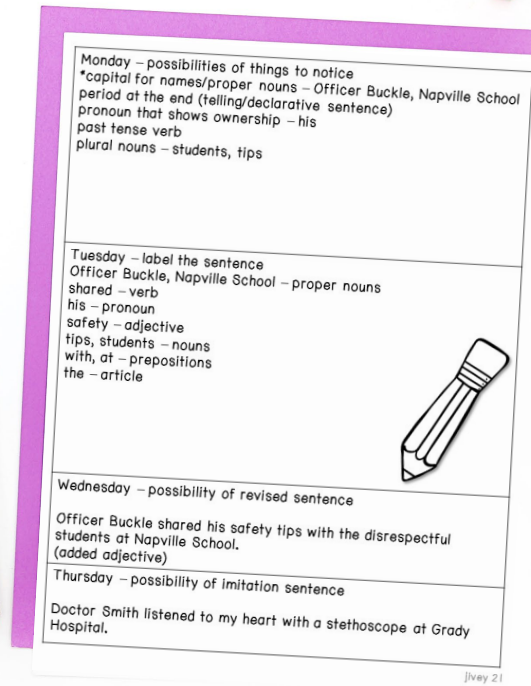 Monday – possibilities of things to notice
*capital for names/proper nouns – Officer Buckle, Napville School
period at the end (telling/declarative sentence)
pronoun that shows ownership – his
past tense verb
plural nouns – students, tips
Tuesday – label the sentence
Officer Buckle, Napville School – proper nouns
shared – verb
his – pronoun
safety – adjective
tips, students – nouns
with, at – prepositions
the – article
Wednesday – possibility of revised sentence
Officer Buckle shared his safety tips with the disrespectful
students at Napville School.
(added adjective)
Thursday – possibility of imitation sentence
Doctor Smith listened to my heart with a stethoscope at Grady
Hospital.
jivey 21